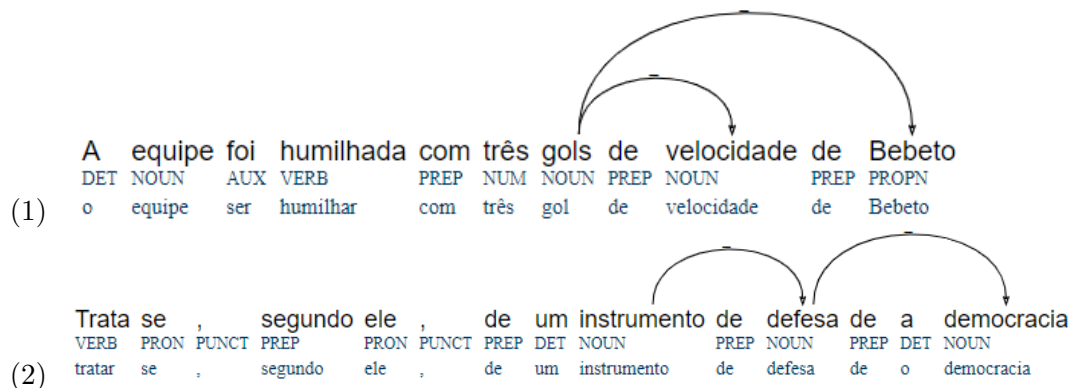 A equipe foi humilhada com três gols de velocidade de Bebeto
DET NOUN AUX VERB PREP NUM NOUN PREP NOUN PREP PROPN
(1) o equipe ser humilhar com três gol de velocidade de Bebeto
Trata se , segundo ele , de um instrumento de defesa de a democracia
VERB PRON PUNCT PREP PRON PUNCT PREP DET NOUN PREP NOUN PREP DET NOUN
(2) tratar se , segundo ele , de um instrumento de defesa de o democracia